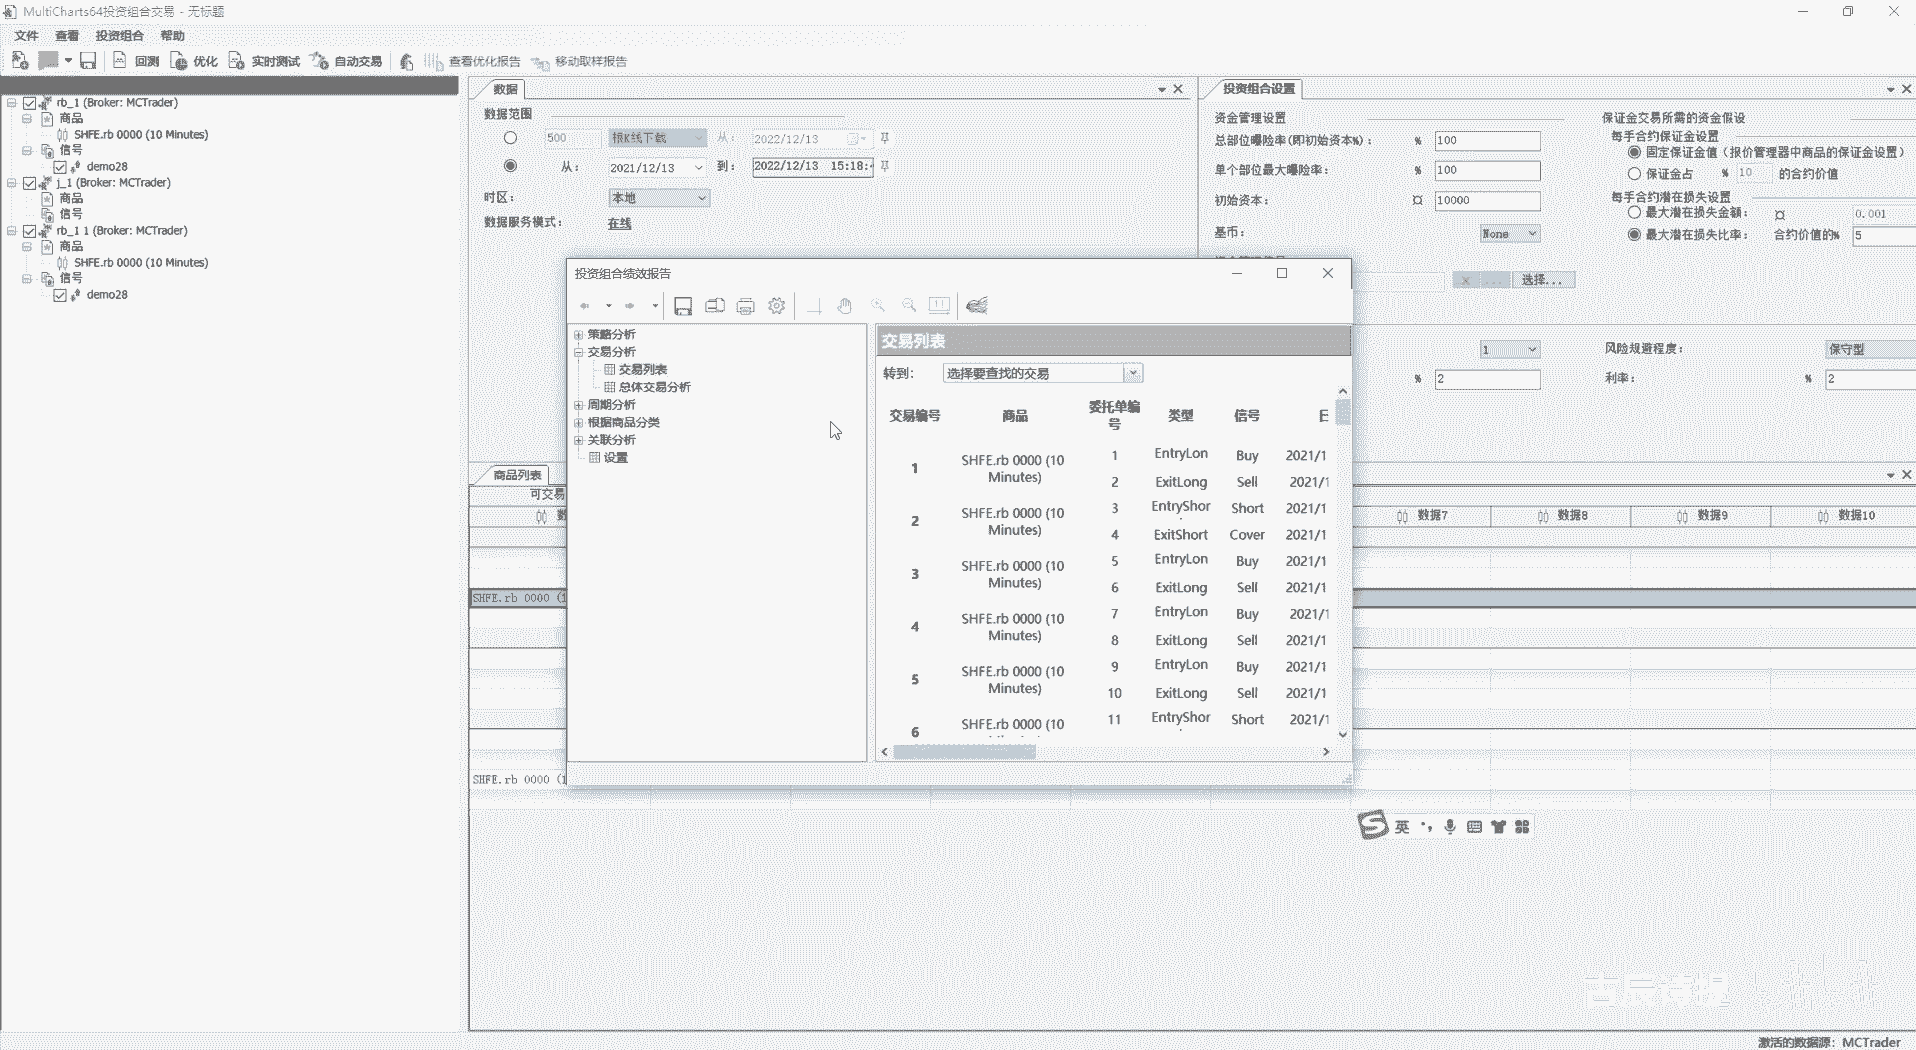 MultiCharts64投资组合交易 - 无标题
文件 查看 投资组合 帮助
回测 优化 实时测试 自动交易 查看优化报告 移动取样报告
rb_1 (Broker: MCTrader)
商品
SHFE.rb 0000 (10 Minutes)
信号
demo28
j_1 (Broker: MCTrader)
商品
信号
rb_1 1 (Broker: MCTrader)
商品
SHFE.rb 0000 (10 Minutes)
信号
demo28
数据
数据范围
500 根K线下载 从: 2022/12/13
从: 2021/12/13 到: 2022/12/13 15:18:
时区: 本地
数据服务模式: 在线
投资组合设置
资金管理设置
总部位曝险率(即初始资本%): % 100
单个部位最大曝险率: % 100
初始资本: ¤ 10000
基币: None
选择...
保证金交易所需的资金假设
每手合约保证金设置
固定保证金值(报价管理器中商品的保证金设置)
保证金占 % 10 的合约价值
每手合约潜在损失设置
最大潜在损失金额: ¤ 0.001
最大潜在损失比率: 合约价值的% 5
1 风险规避程度: 保守型
% 2 利率: % 2
投资组合绩效报告
策略分析
交易分析
交易列表
总体交易分析
周期分析
根据商品分类
关联分析
设置
交易列表
转到: 选择要查找的交易
交易编号 商品 委托单编号 类型 信号
1 SHFE.rb 0000 (10 Minutes) 1 EntryLon Buy 2021/1
2 ExitLong Sell 2021/1
2 SHFE.rb 0000 (10 Minutes) 3 EntryShor Short 2021/1
4 ExitShort Cover 2021/1
3 SHFE.rb 0000 (10 Minutes) 5 EntryLon Buy 2021/1
6 ExitLong Sell 2021/1
4 SHFE.rb 0000 (10 Minutes) 7 EntryLon Buy 2021/1
8 ExitLong Sell 2021/1
5 SHFE.rb 0000 (10 Minutes) 9 EntryLon Buy 2021/1
10 ExitLong Sell 2021/1
6 SHFE.rb 0000 (10 11 EntryShor Short 2021/1
商品列表
可交易
数据7 数据8 数据9 数据10
SHFE.rb 0000 (1
SHFE.rb 0000 (1
英
激活的数据源: MCTrader